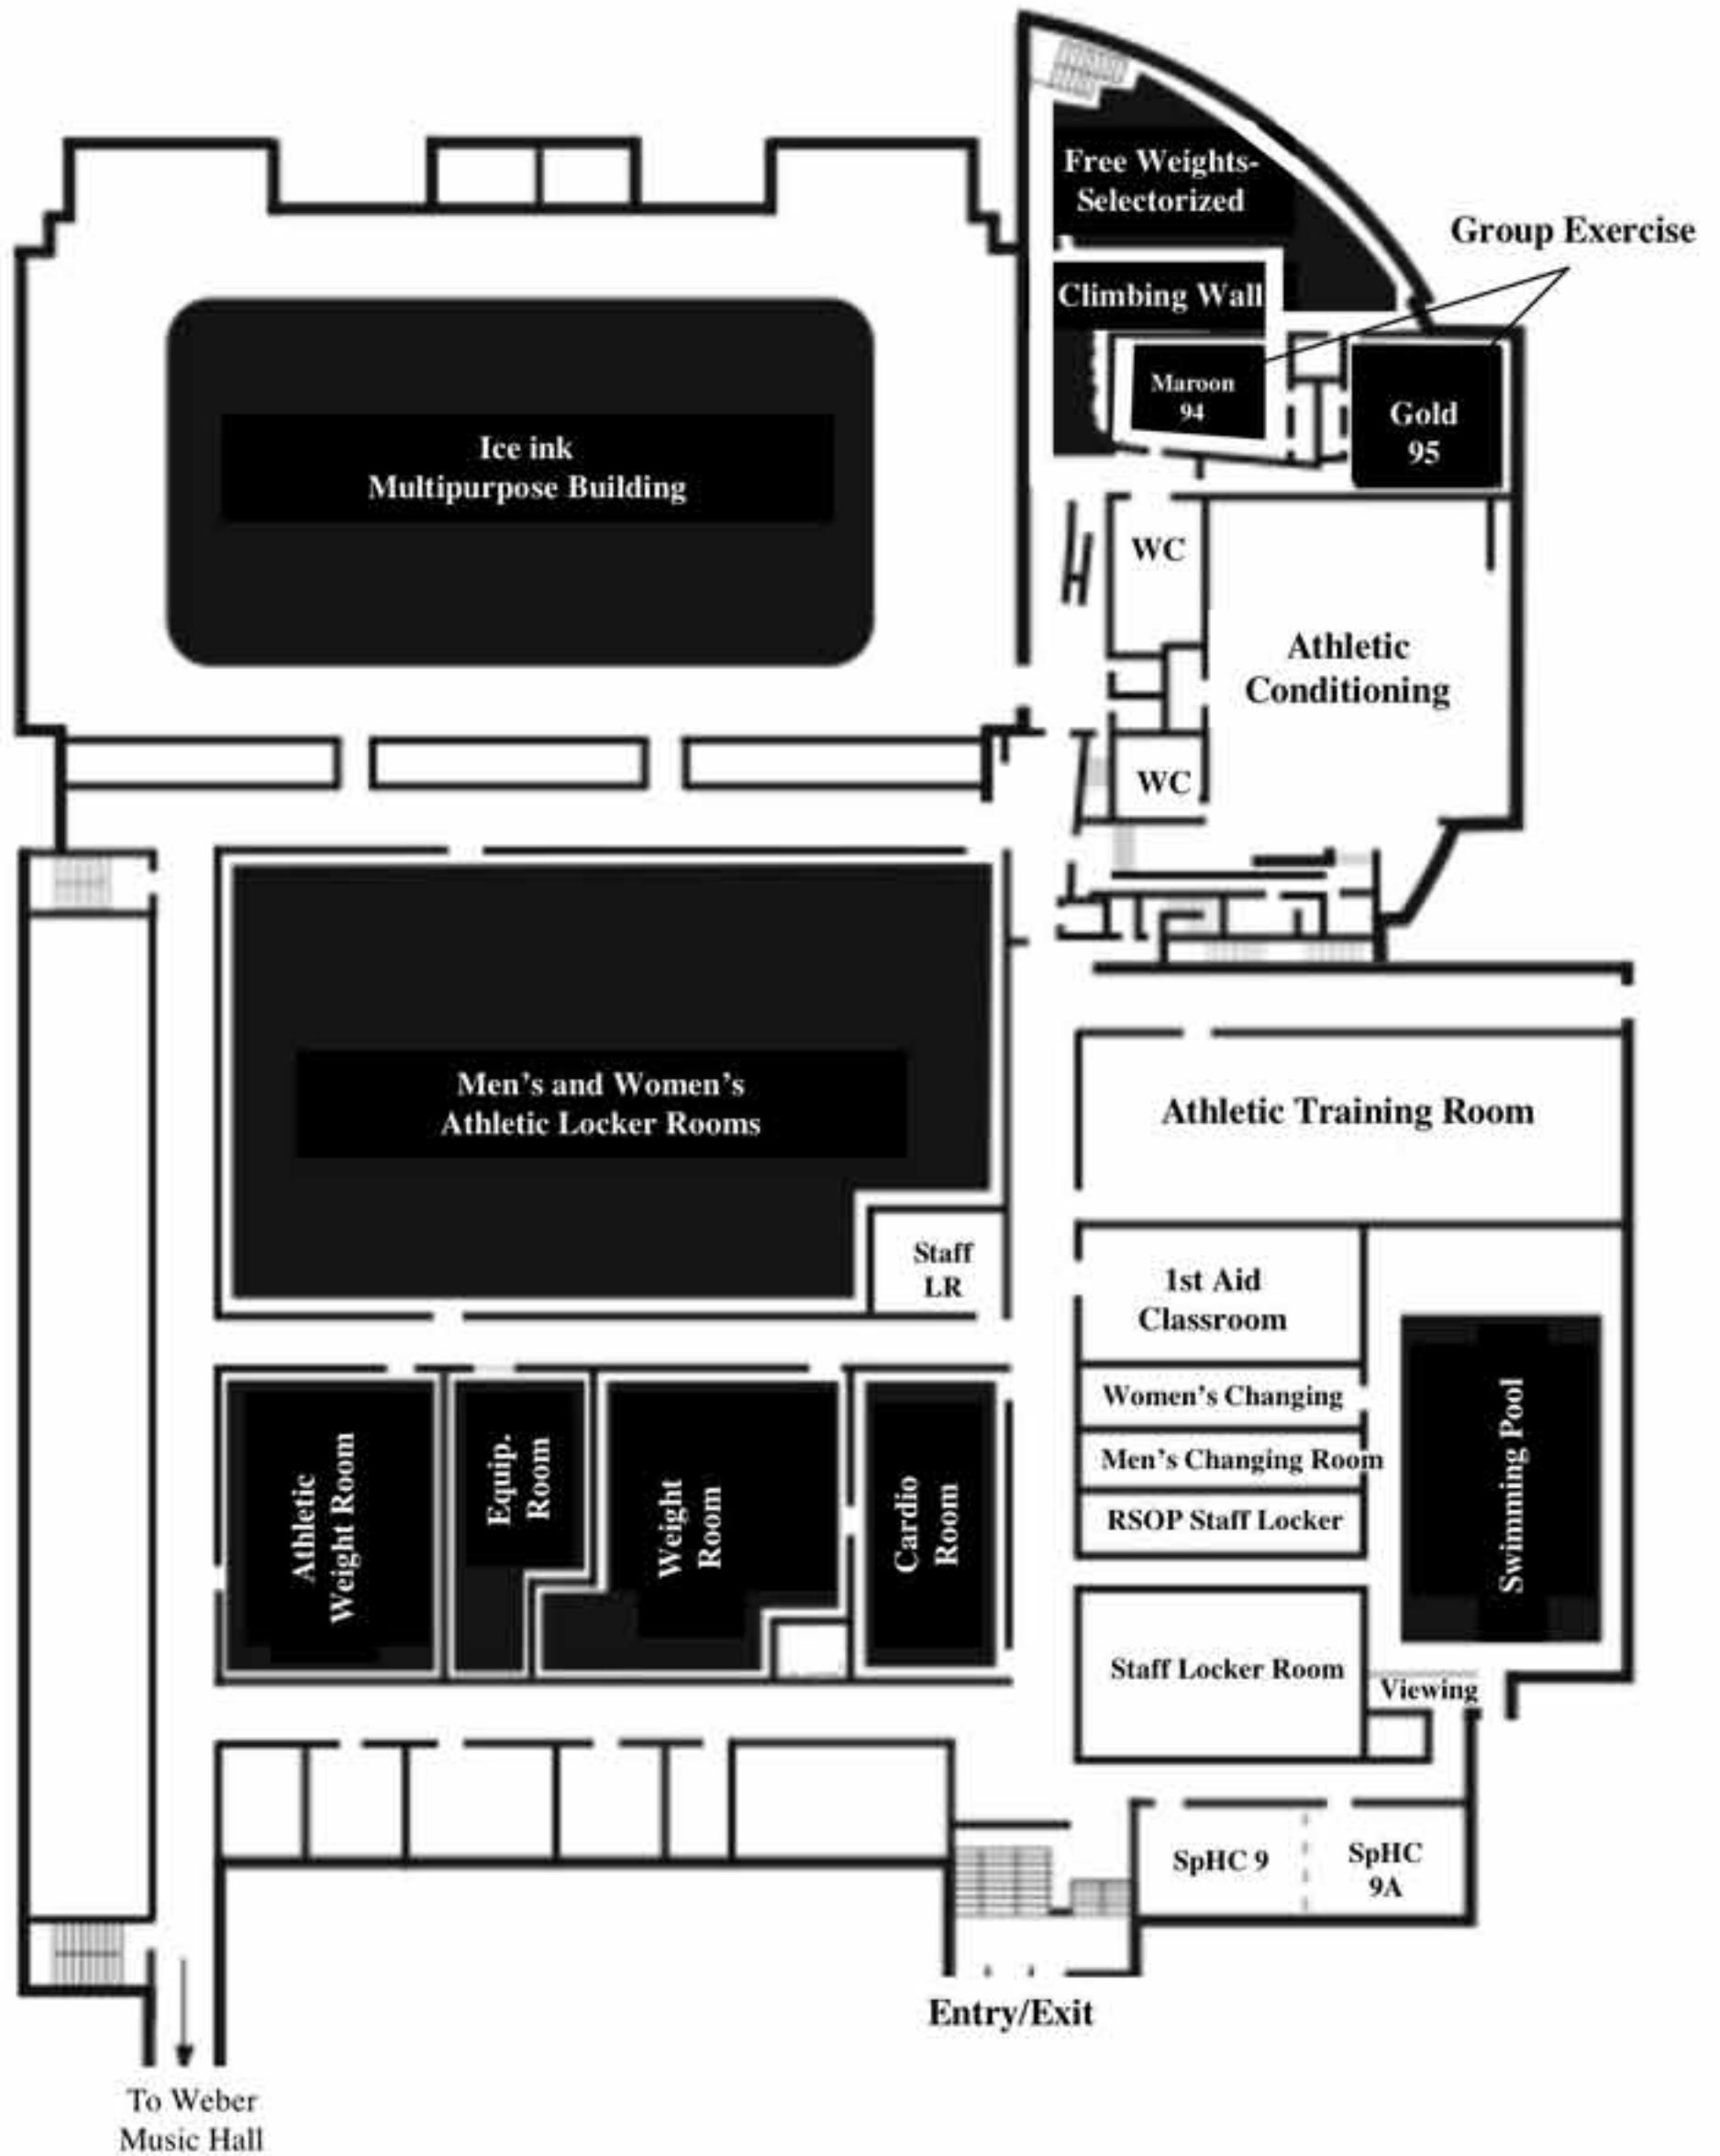 Free Weights-
Selectorized
Group Exercise
Climbing Wall
Maroon
94
Gold
95
Ice ink
Multipurpose Building
WC
Athletic
Conditioning
WC
Men's and Women's
Athletic Locker Rooms
Athletic Training Room
Staff
LR
1st Aid
Classroom
Women's Changing
Men's Changing Room
RSOP Staff Locker
Swimming Pool
Athletic
Weight Room
Equip.
Room
Weight
Room
Cardio
Room
Staff Locker Room
Viewing
SpHC 9
SpHC
9A
Entry/Exit
To Weber
Music Hall